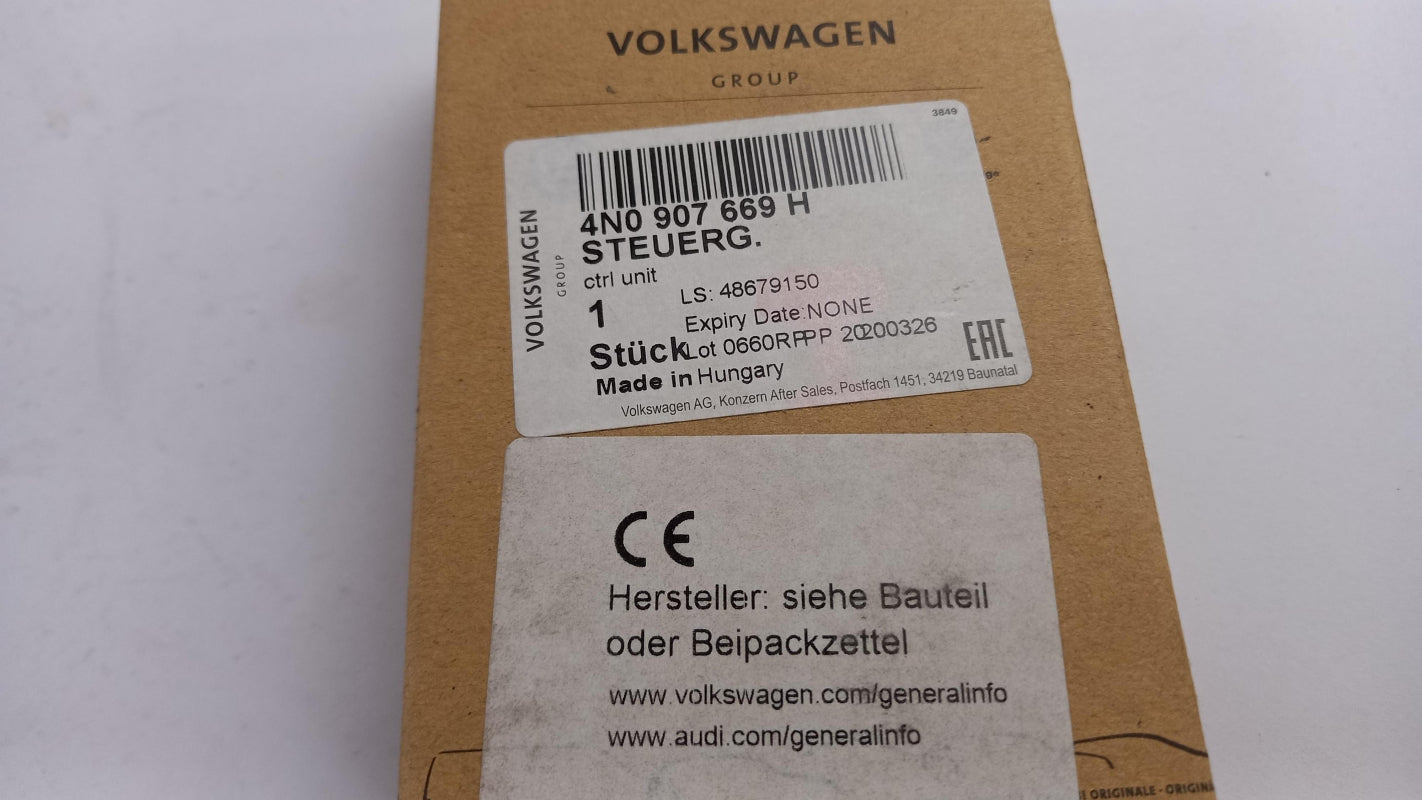 VOLKSWAGEN
GROUP
3849
VOLKSWAGEN
GROUP
4N0 907 669 H
STEUERG.
ctrl unit
1
LS: 48679150
Expiry Date:NONE
Stück
Lot 0660RPPP 20200326
EAC
Made in Hungary
Volkswagen AG, Konzern After Sales, Postfach 1451, 34219 Baunatal
CE
Hersteller: siehe Bauteil
oder Beipackzettel
www.volkswagen.com/generalinfo
www.audi.com/generalinfo
ORIGINALE